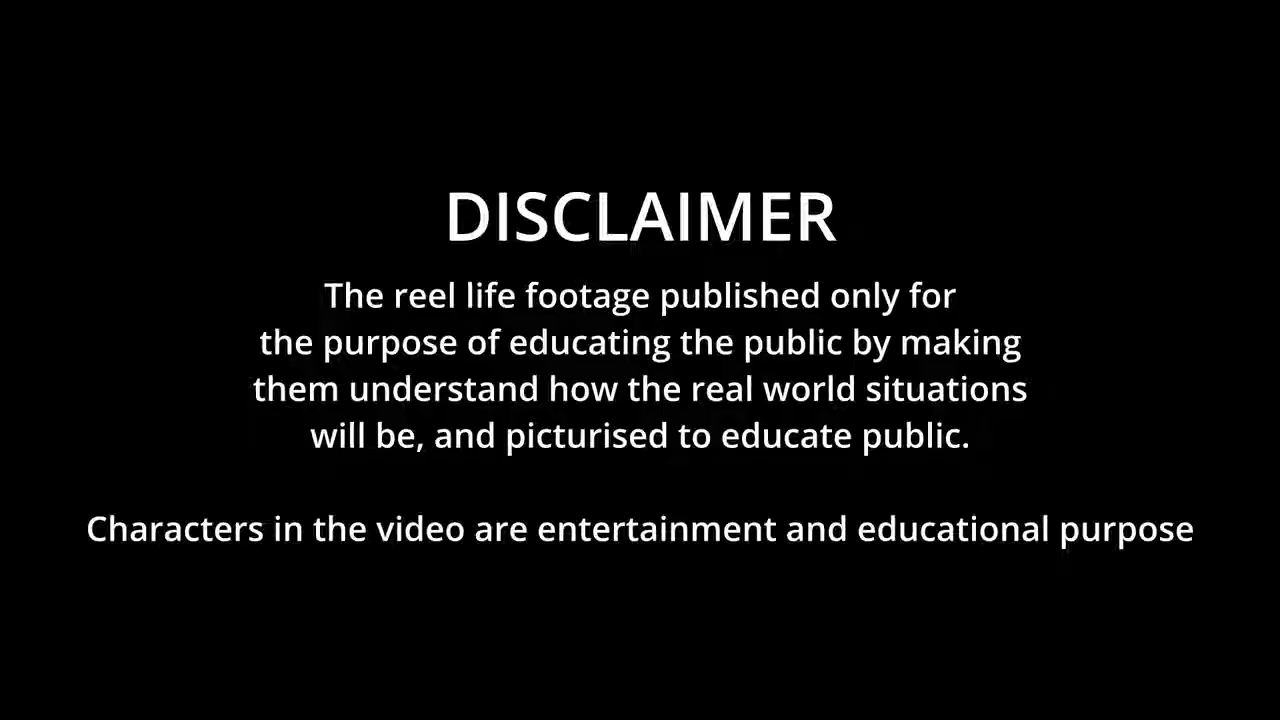 DISCLAIMER
The reel life footage published only for
the purpose of educating the public by making
them understand how the real world situations
will be, and picturised to educate public.
Characters in the video are entertainment and educational purpose